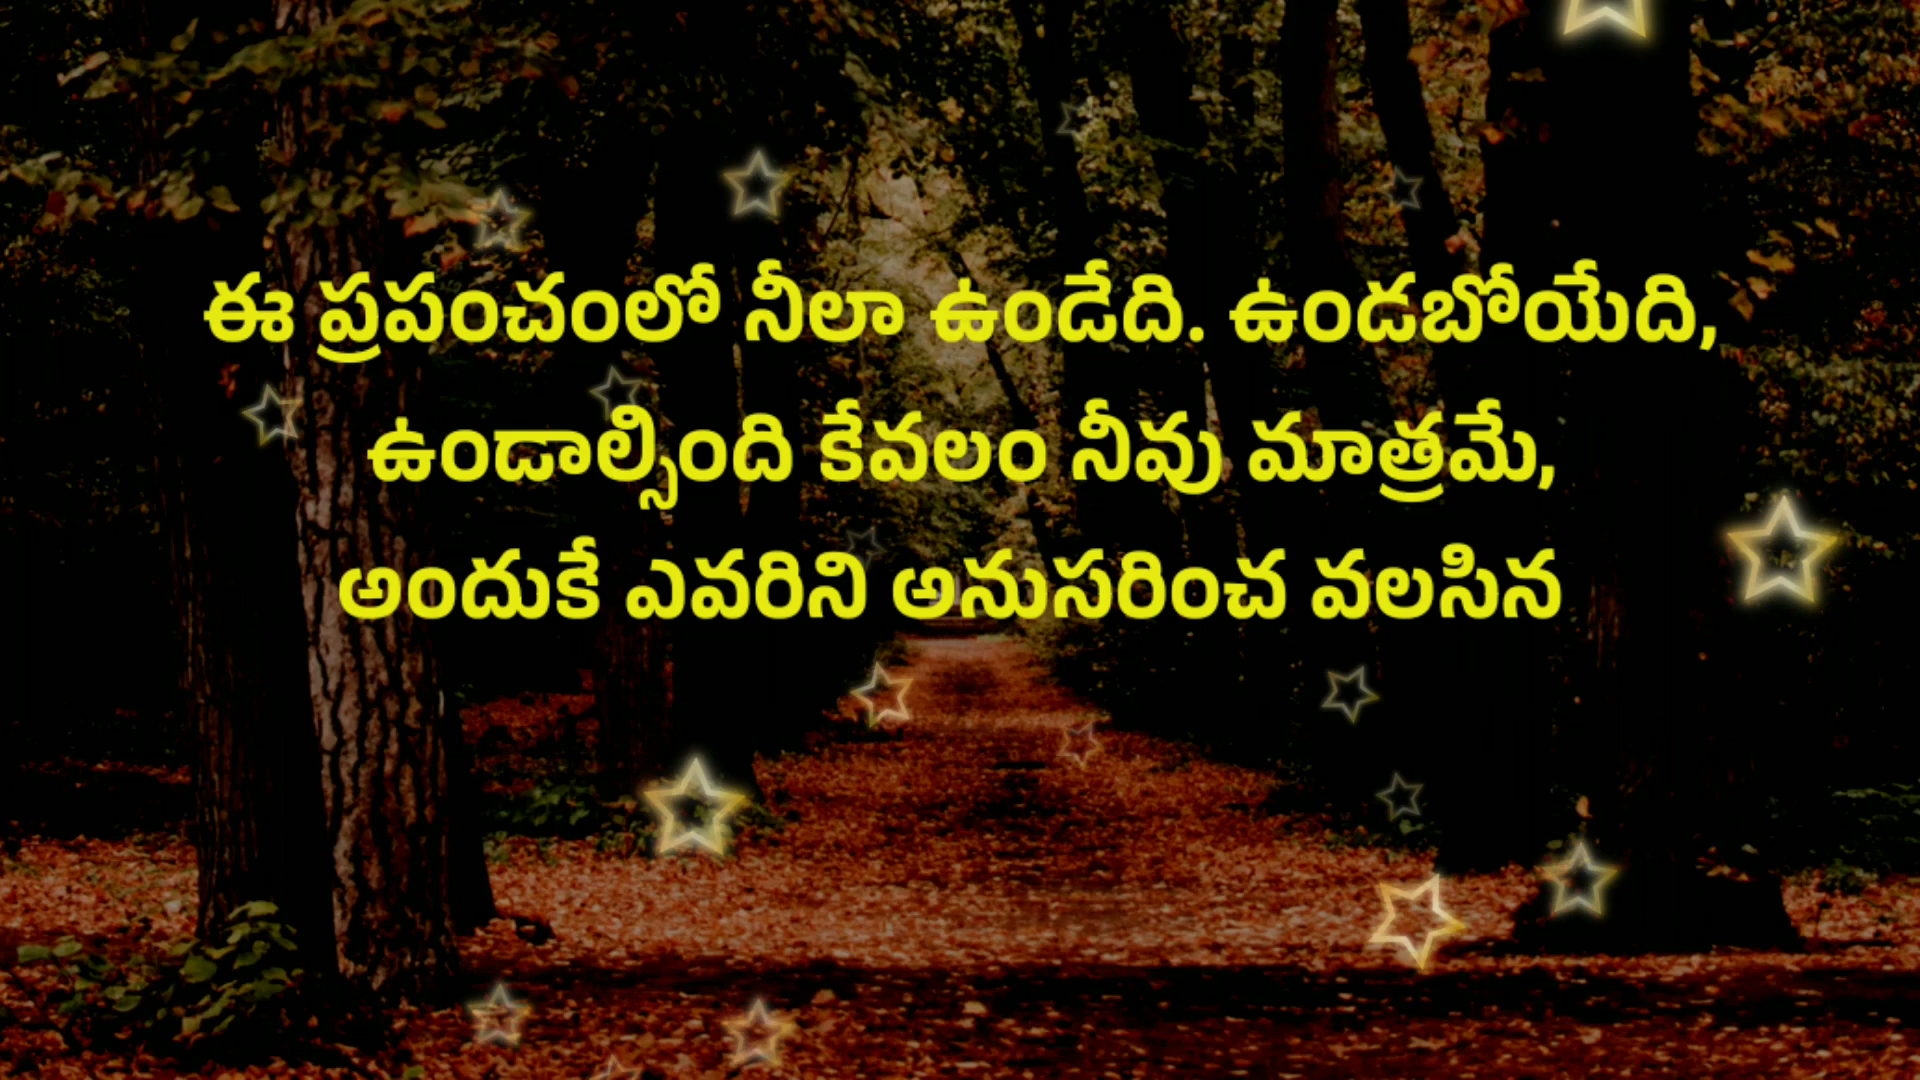 ఈ ప్రపంచంలో నీలా ఉండేది. ఉండబోయేది,
ఉండాల్సింది కేవలం నీవు మాత్రమే,
అందుకే ఎవరిని అనుసరించ వలసిన